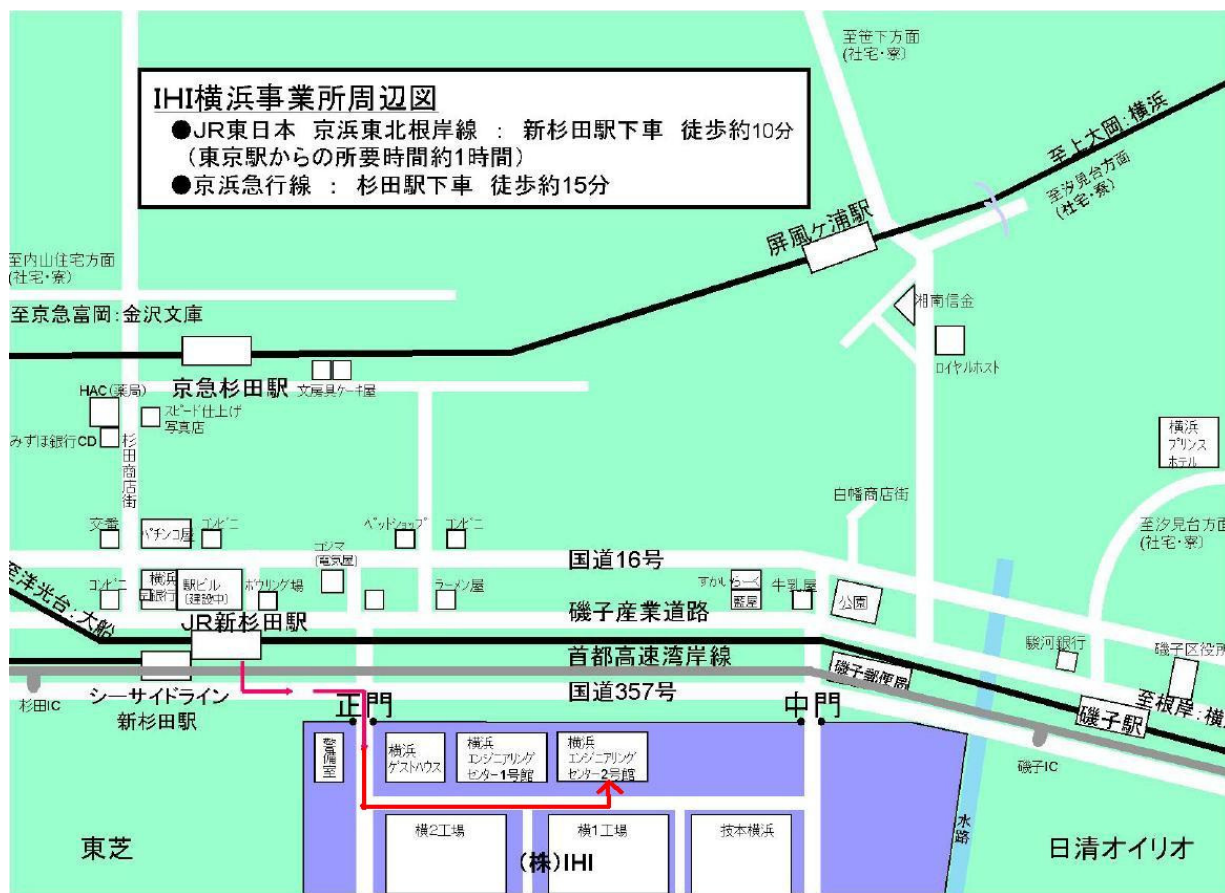 IHI横浜事業所周辺図
●JR東日本 京浜東北根岸線 : 新杉田駅下車 徒歩約10分
(東京駅からの所要時間約1時間)
●京浜急行線 : 杉田駅下車 徒歩約15分
至笹下方面
(社宅・寮)
至上大岡:横浜
至汐見台方面
(社宅・寮)
屏風ヶ浦駅
至内山住宅方面
(社宅・寮)
至京急富岡:金沢文庫
湘南信金
ロイヤルホスト
京急杉田駅
文房具
ケーキ屋
HAC(薬局)
スピード仕上げ
写真店
みずほ銀行CD
杉田商店街
横浜
プリンス
ホテル
白幡商店街
至汐見台方面
(社宅・寮)
交番
パチンコ屋
コンビニ
ペットショップ
コンビニ
コジマ
(電気屋)
国道16号
至洋光台:大船
コンビニ
横浜
銀行
駅ビル
(建設中)
ボウリング場
ラーメン屋
すかいらーく
藍屋
牛乳屋
公園
磯子産業道路
JR新杉田駅
首都高速湾岸線
磯子郵便局
駿河銀行
磯子区役所
シーサイドライン
新杉田駅
杉田IC
国道357号
至根岸:横
磯子駅
磯子IC
正門
中門
警備室
横浜
ゲストハウス
横浜
エンジニアリング
センター1号館
横浜
エンジニアリング
センター2号館
水路
東芝
横2工場
横1工場
技本横浜
(株)IHI
日清オイリオ